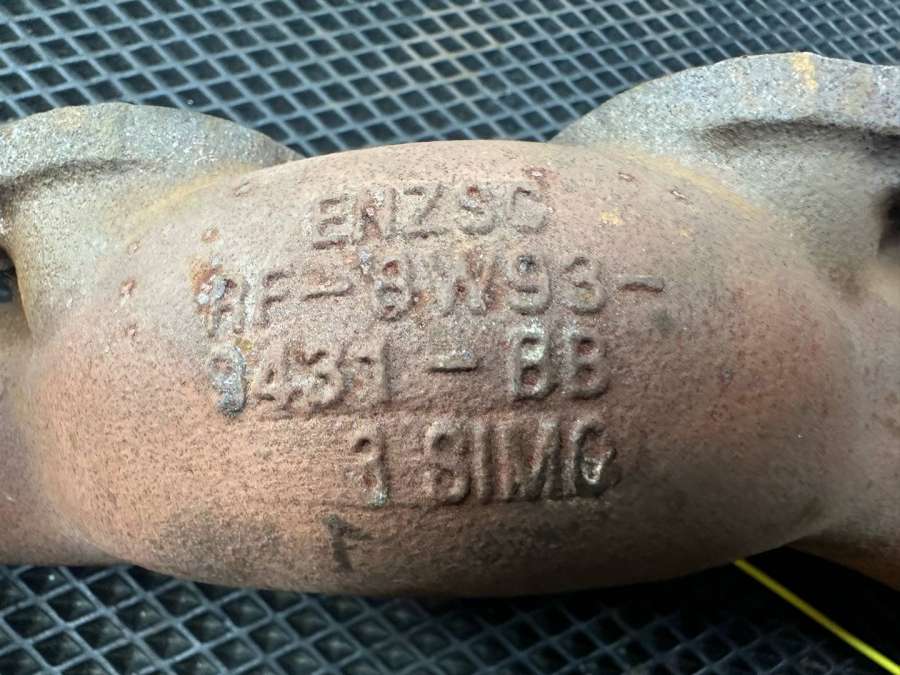 ENZSC
RF-8W93-
9431-BB
3 SIMG
F